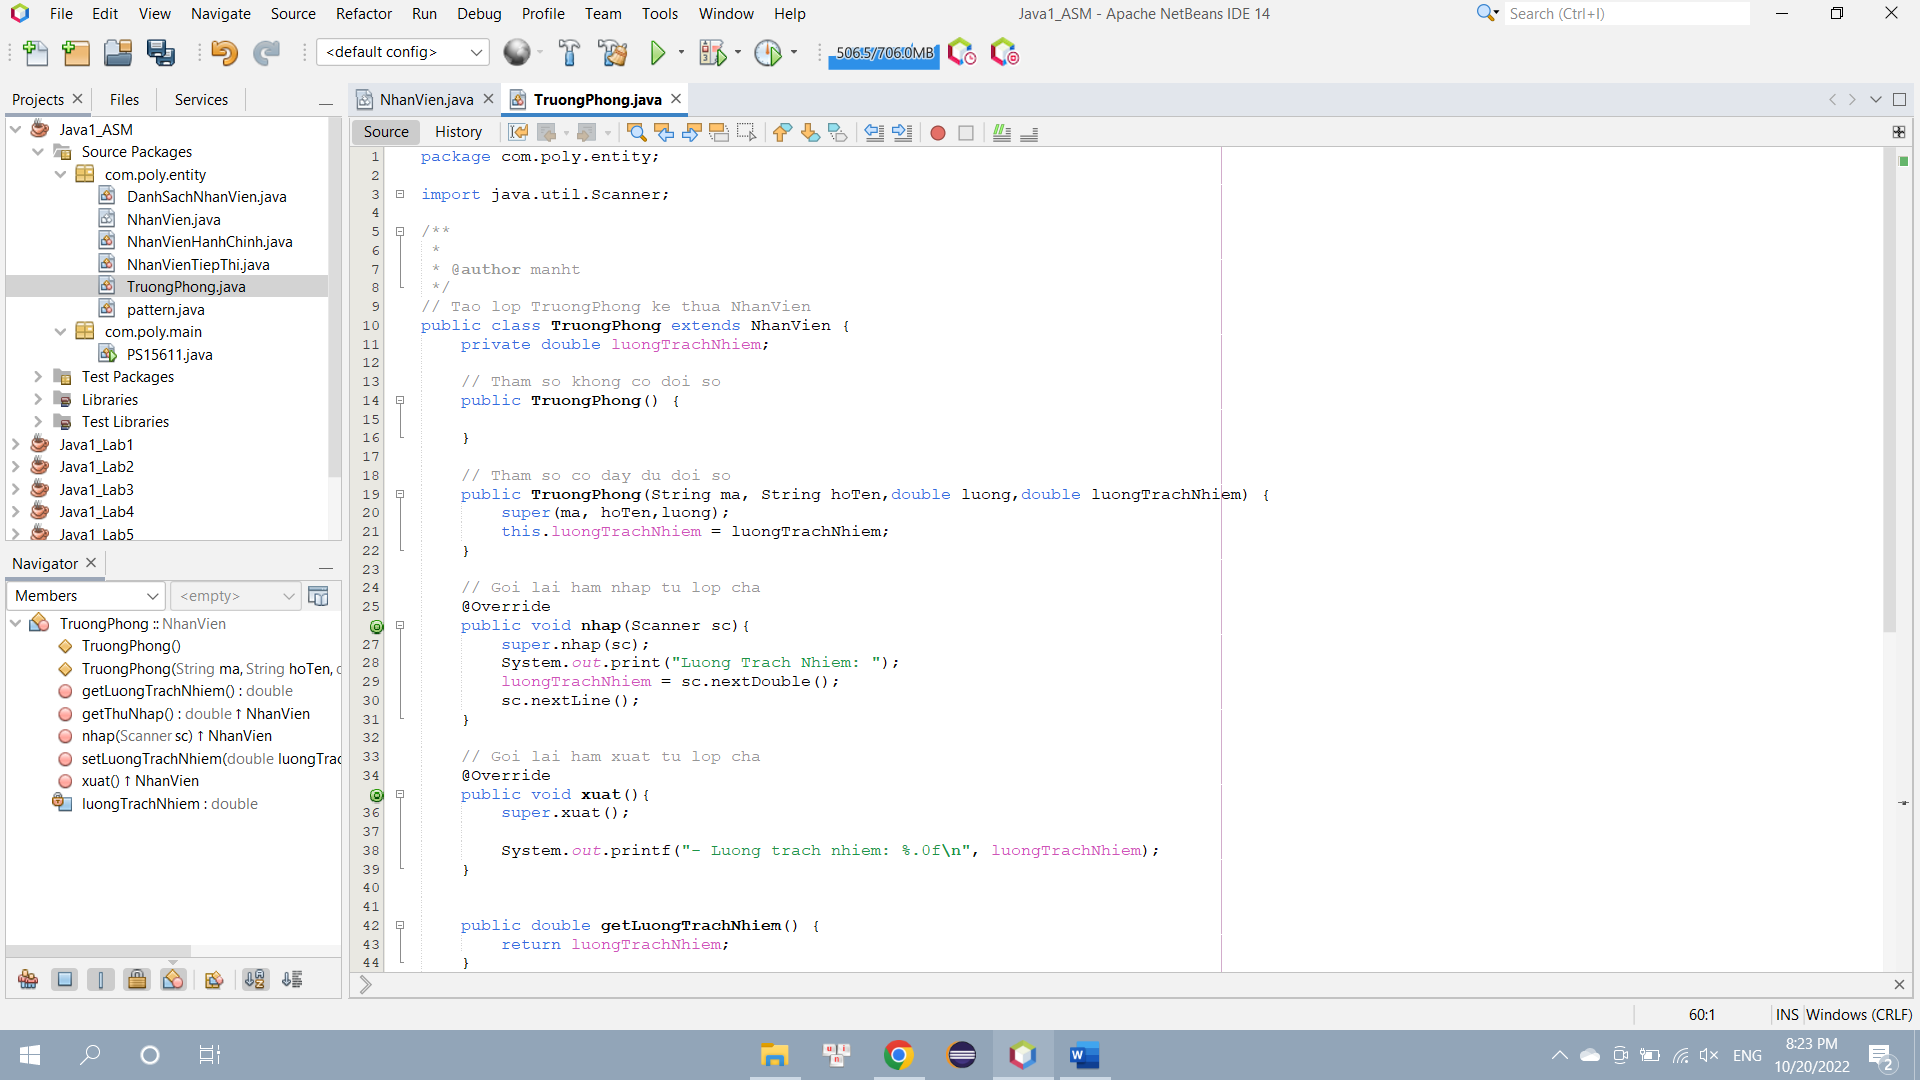 File Edit View Navigate Source Refactor Run Debug Profile Team Tools Window Help
Java1_ASM - Apache NetBeans IDE 14
Search (Ctrl+I)
<default config>
506.5/706.0MB
Projects Files Services
NhanVien.java TruongPhong.java
Source History
Java1_ASM
Source Packages
com.poly.entity
DanhSachNhanVien.java
NhanVien.java
NhanVienHanhChinh.java
NhanVienTiepThi.java
TruongPhong.java
pattern.java
com.poly.main
PS15611.java
Test Packages
Libraries
Test Libraries
Java1_Lab1
Java1_Lab2
Java1_Lab3
Java1_Lab4
Java1_Lab5
Navigator
Members
<empty>
TruongPhong :: NhanVien
TruongPhong()
TruongPhong(String ma, String hoTen,
getLuongTrachNhiem() : double
getThuNhap() : double ↑ NhanVien
nhap(Scanner sc) ↑ NhanVien
setLuongTrachNhiem(double luongTrac
xuat() ↑ NhanVien
luongTrachNhiem : double
1 package com.poly.entity;
2
3 import java.util.Scanner;
4
5 /**
6 *
7 * @author manht
8 */
9 // Tao lop TruongPhong ke thua NhanVien
10 public class TruongPhong extends NhanVien {
11 private double luongTrachNhiem;
12
13 // Tham so khong co doi so
14 public TruongPhong() {
15
16 }
17
18 // Tham so co day du doi so
19 public TruongPhong(String ma, String hoTen,double luong,double luongTrachNhiem) {
20 super(ma, hoTen,luong);
21 this.luongTrachNhiem = luongTrachNhiem;
22 }
23
24 // Goi lai ham nhap tu lop cha
25 @Override
public void nhap(Scanner sc){
27 super.nhap(sc);
28 System.out.print("Luong Trach Nhiem: ");
29 luongTrachNhiem = sc.nextDouble();
30 sc.nextLine();
31 }
32
33 // Goi lai ham xuat tu lop cha
34 @Override
public void xuat(){
36 super.xuat();
37
38 System.out.printf("- Luong trach nhiem: %.0f\n", luongTrachNhiem);
39 }
40
41
42 public double getLuongTrachNhiem() {
43 return luongTrachNhiem;
44 }
60:1 INS Windows (CRLF)
ENG
8:23 PM
10/20/2022
2